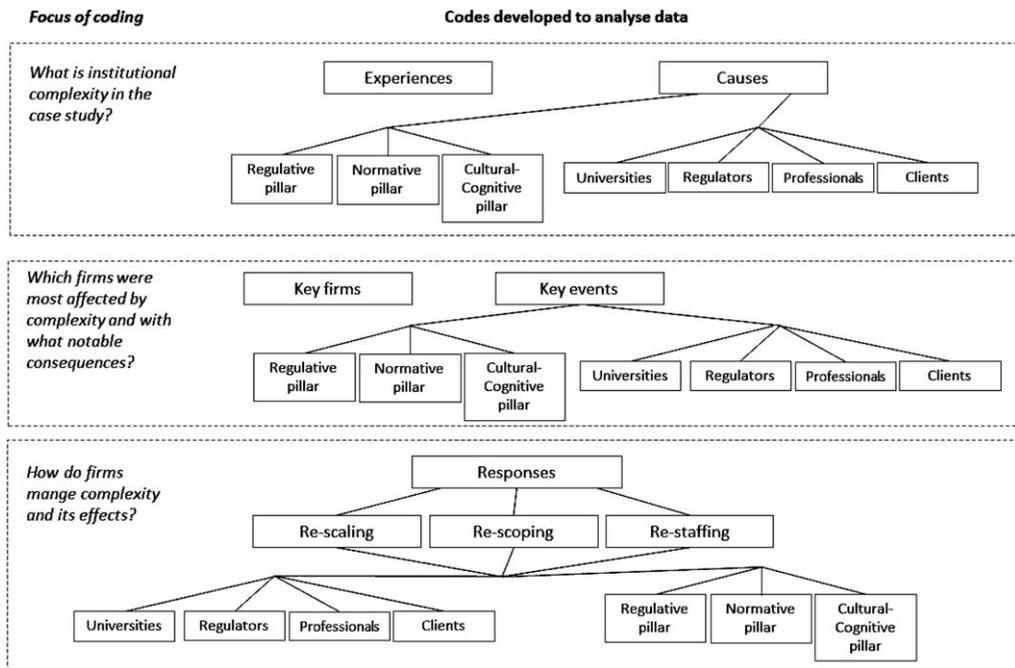 Focus of coding
Codes developed to analyse data
What is institutional
complexity in the
case study?
Experiences
Causes
Regulative
pillar
Normative
pillar
Cultural-
Cognitive
pillar
Universities
Regulators
Professionals
Clients
Which firms were
most affected by
complexity and with
what notable
consequences?
Key firms
Key events
Regulative
pillar
Normative
pillar
Cultural-
Cognitive
pillar
Universities
Regulators
Professionals
Clients
How do firms
mange complexity
and its effects?
Responses
Re-scaling
Re-scoping
Re-staffing
Universities
Regulators
Professionals
Clients
Regulative
pillar
Normative
pillar
Cultural-
Cognitive
pillar